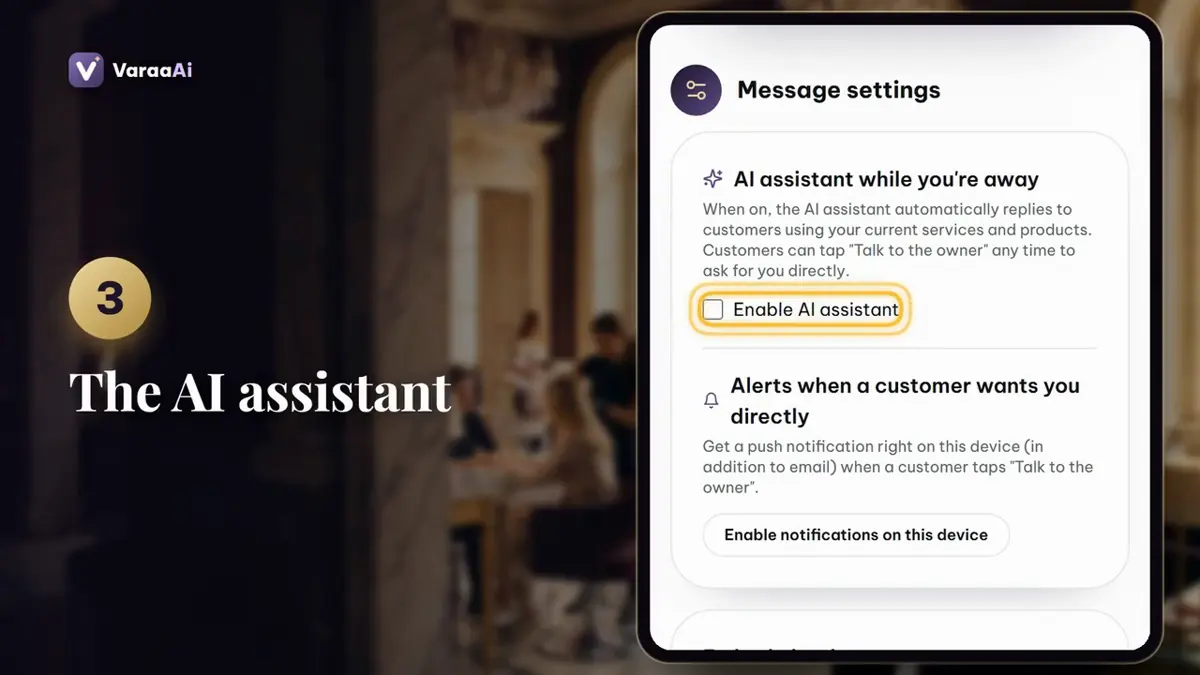 VaraaAi
3
The AI assistant
Message settings
AI assistant while you're away
When on, the AI assistant automatically replies to
customers using your current services and products.
Customers can tap "Talk to the owner" any time to
ask for you directly.
Enable AI assistant
Alerts when a customer wants you
directly
Get a push notification right on this device (in
addition to email) when a customer taps "Talk to the
owner".
Enable notifications on this device